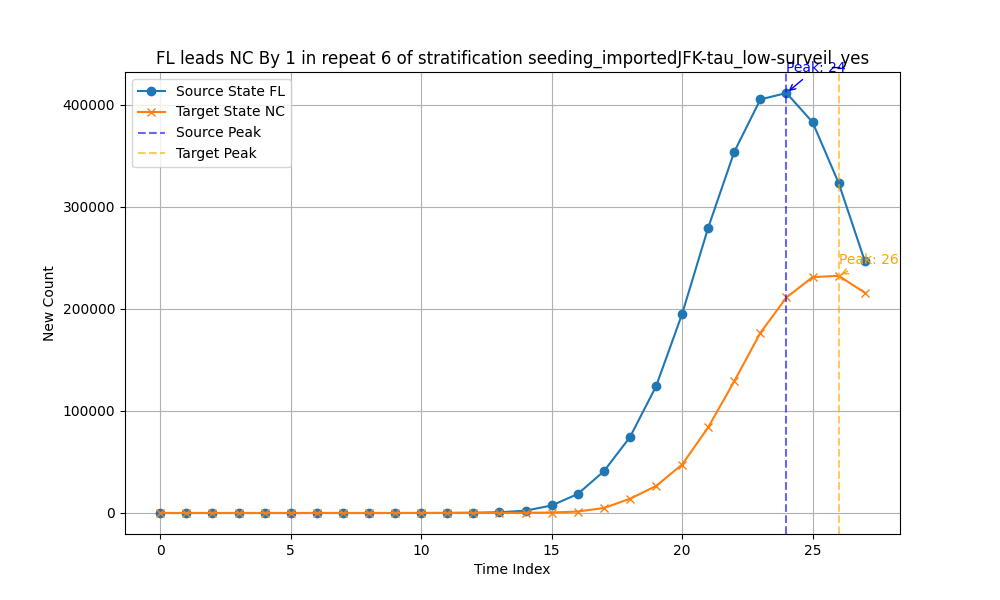 FL leads NC By 1 in repeat 6 of stratification seeding_importedJFK-tau_low-surveil_yes
Peak: 24
Source State FL
Target State NC
Source Peak
Target Peak
Peak: 26
New Count
400000
300000
200000
100000
0
0 5 10 15 20 25
Time Index